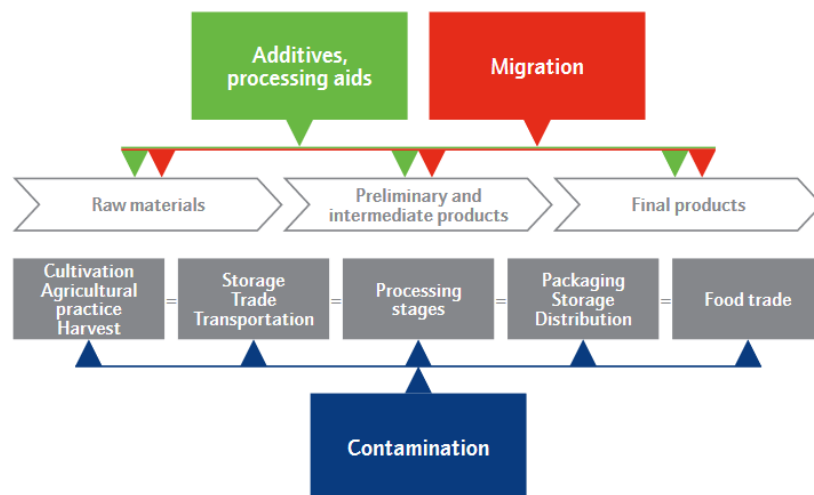 Additives,
processing aids
Migration
Raw materials
Preliminary and
intermediate products
Final products
Cultivation
Agricultural
practice
Harvest
=
Storage
Trade
Transportation
=
Processing
stages
=
Packaging
Storage
Distribution
=
Food trade
Contamination